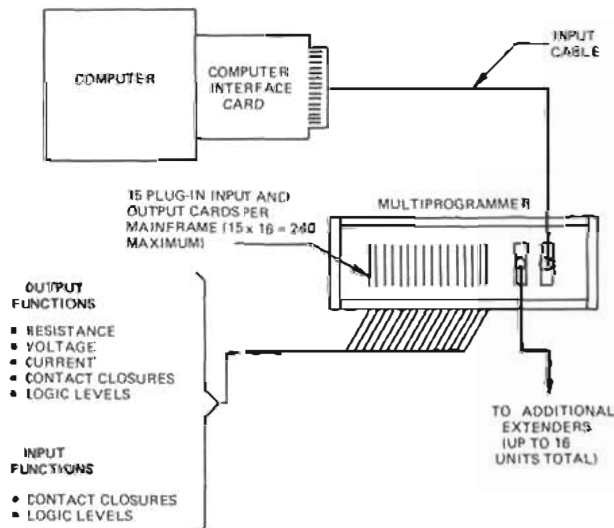 COMPUTER
COMPUTER
INTERFACE
CARD
INPUT
CABLE
15 PLUG-IN INPUT AND
OUTPUT CARDS PER
MAINFRAME (15 x 16 = 240
MAXIMUM)
MULTIPROGRAMMER
OUTPUT
FUNCTIONS
• RESISTANCE
• VOLTAGE
• CURRENT
• CONTACT CLOSURES
• LOGIC LEVELS
INPUT
FUNCTIONS
• CONTACT CLOSURES
• LOGIC LEVELS
TO ADDITIONAL
EXTENDERS
(UP TO 16
UNITS TOTAL)